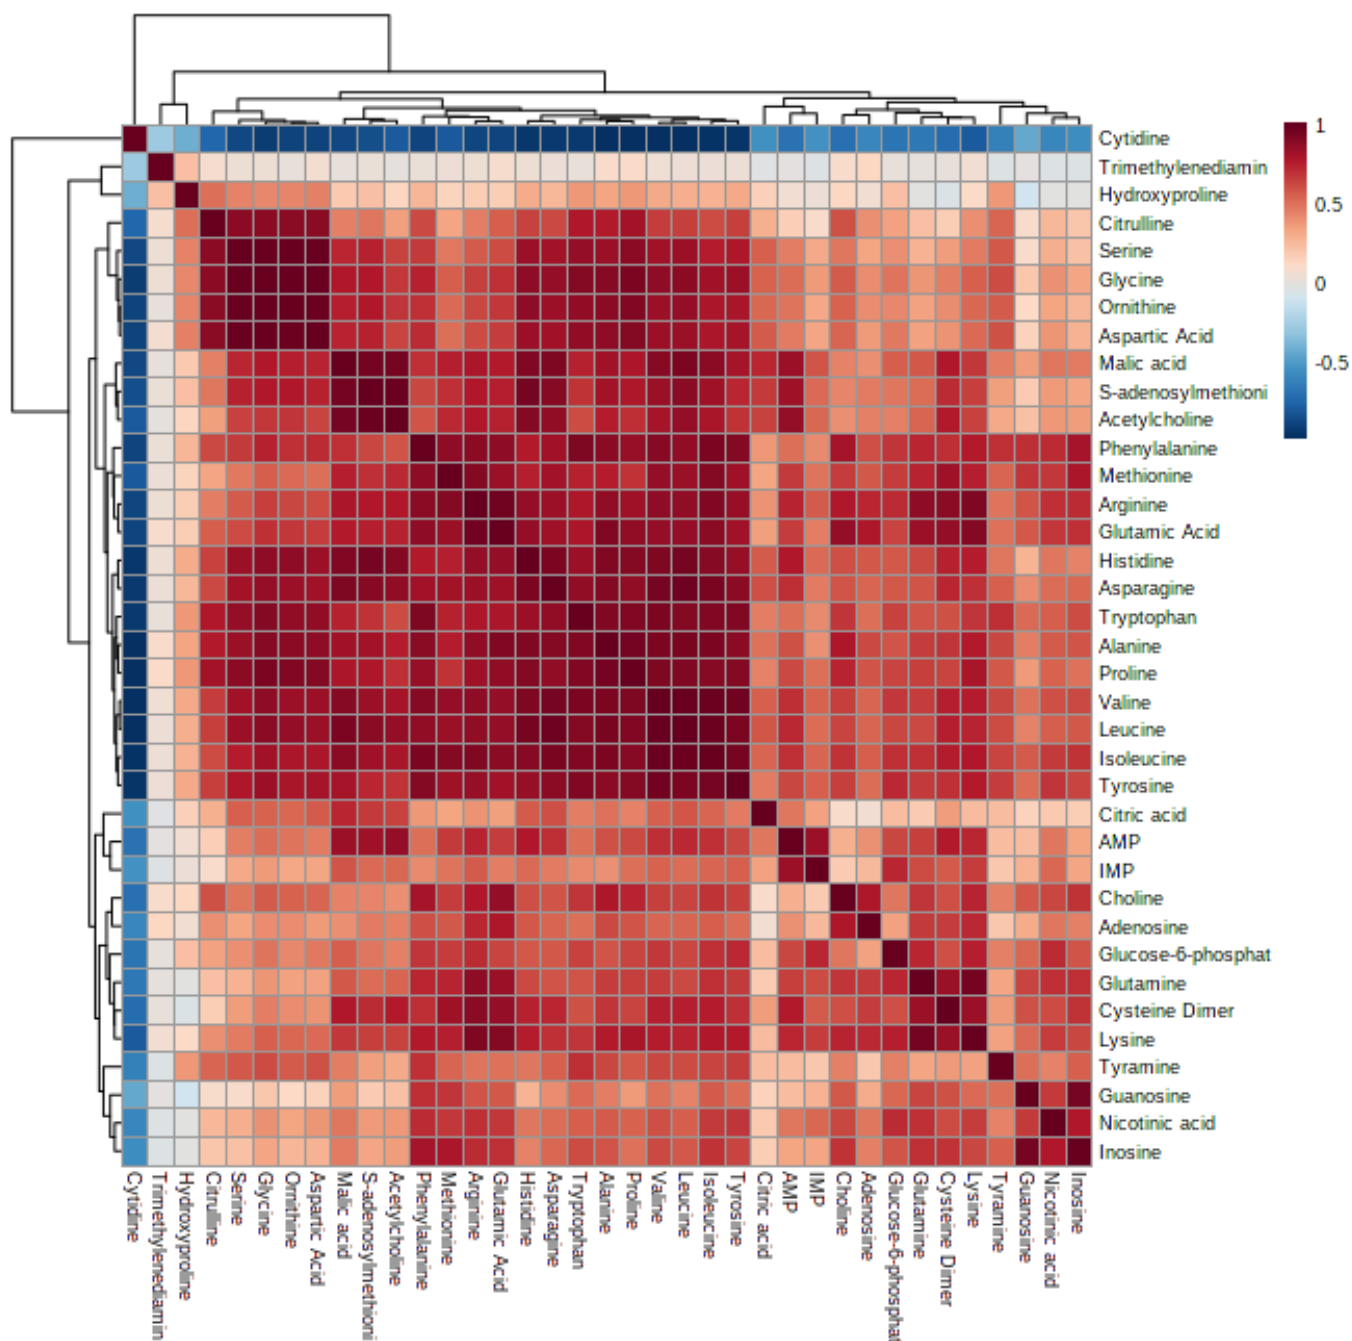 Cytidine
Trimethylenediamin
Hydroxyproline
Citrulline
Serine
Glycine
Ornithine
Aspartic Acid
Malic acid
S-adenosylmethioni
Acetylcholine
Phenylalanine
Methionine
Arginine
Glutamic Acid
Histidine
Asparagine
Tryptophan
Alanine
Proline
Valine
Leucine
Isoleucine
Tyrosine
Citric acid
AMP
IMP
Choline
Adenosine
Glucose-6-phosphat
Glutamine
Cysteine Dimer
Lysine
Tyramine
Guanosine
Nicotinic acid
Inosine
1
0.5
0
-0.5
Cytidine
Trimethylenediamin
Hydroxyproline
Citrulline
Serine
Glycine
Ornithine
Aspartic Acid
Malic acid
S-adenosylmethioni
Acetylcholine
Phenylalanine
Methionine
Arginine
Glutamic Acid
Histidine
Asparagine
Tryptophan
Alanine
Proline
Valine
Leucine
Isoleucine
Tyrosine
Citric acid
AMP
IMP
Choline
Adenosine
Glucose-6-phosphat
Glutamine
Cysteine Dimer
Lysine
Tyramine
Guanosine
Nicotinic acid
Inosine